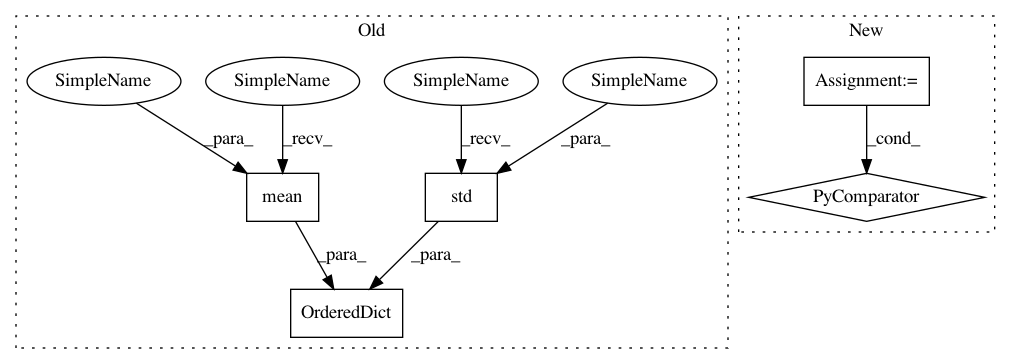 Old
New
SimpleName
SimpleName
SimpleName
SimpleName
Assignment:=
_para_
_recv_
_recv_
_para_
_cond_
mean
std
PyComparator
_para_
_para_
OrderedDict